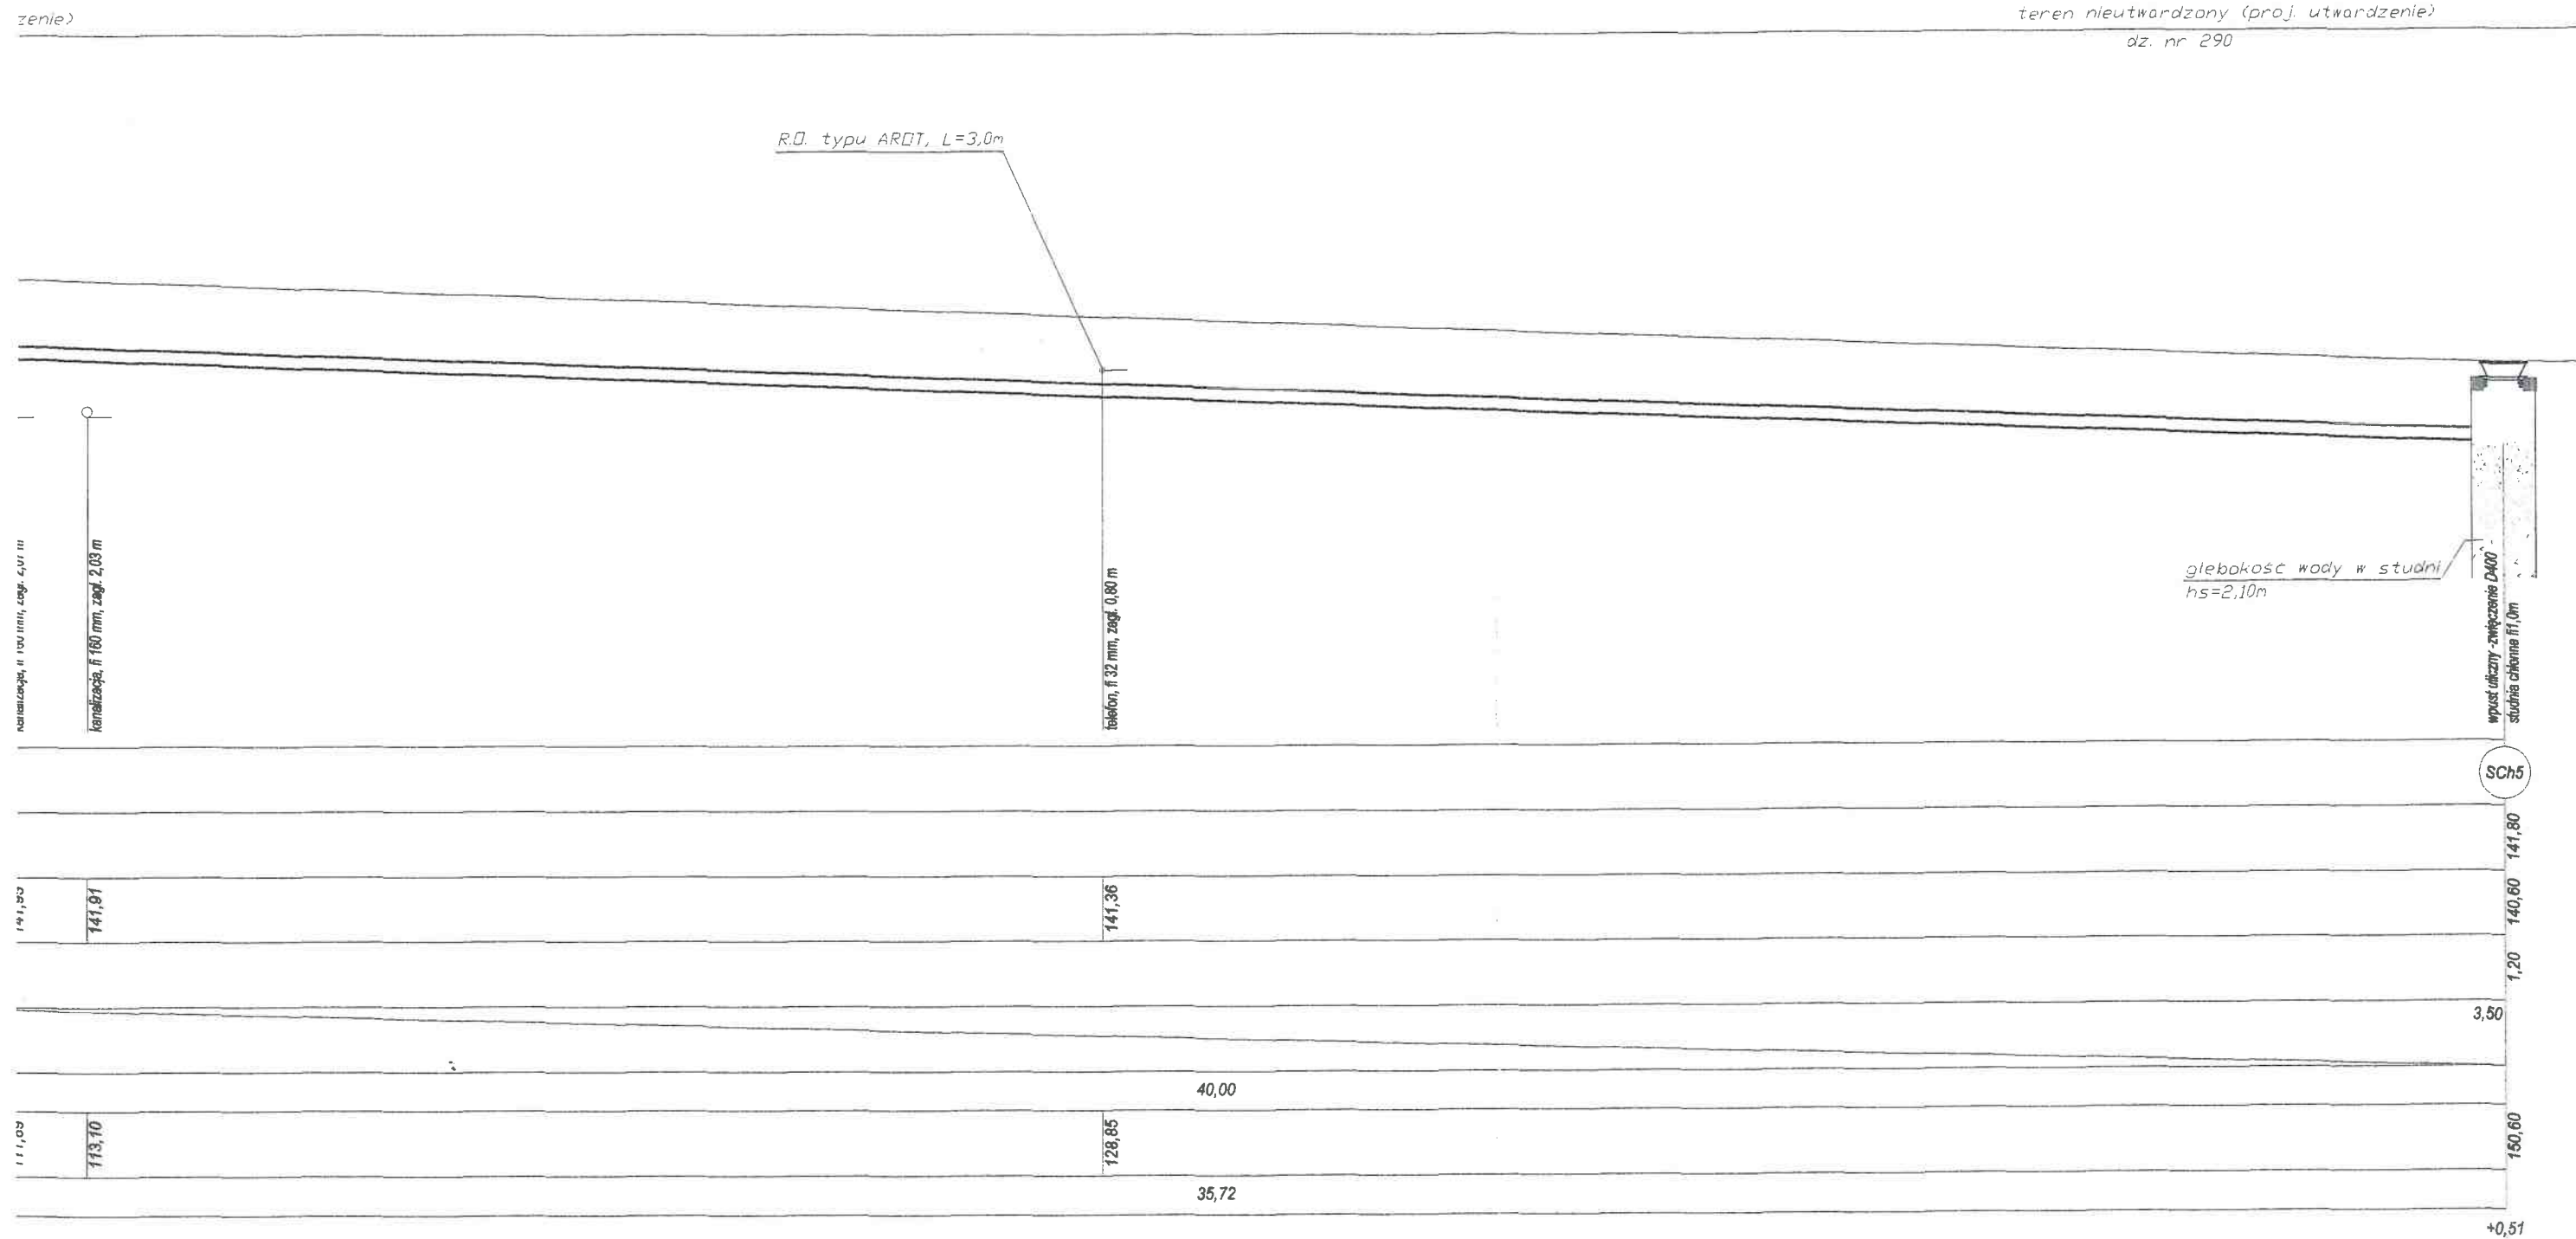 zenie)
teren nieutwardzony (proj. utwardzenie)
dz. nr 290
R.O. typu AROT, L=3,0m
kanalizacja, fi 160 mm, zagł. 2,03 m
telefon, fi 32 mm, zagł. 0,80 m
głebokość wody w studni
hs=2,10m
wpust uliczny -zwięczenie D400
studnia chłonna fi1,0m
SCh5
141,80
141,91
141,36
140,60
1,20
3,50
40,00
113,10
128,85
150,60
35,72
+0,51